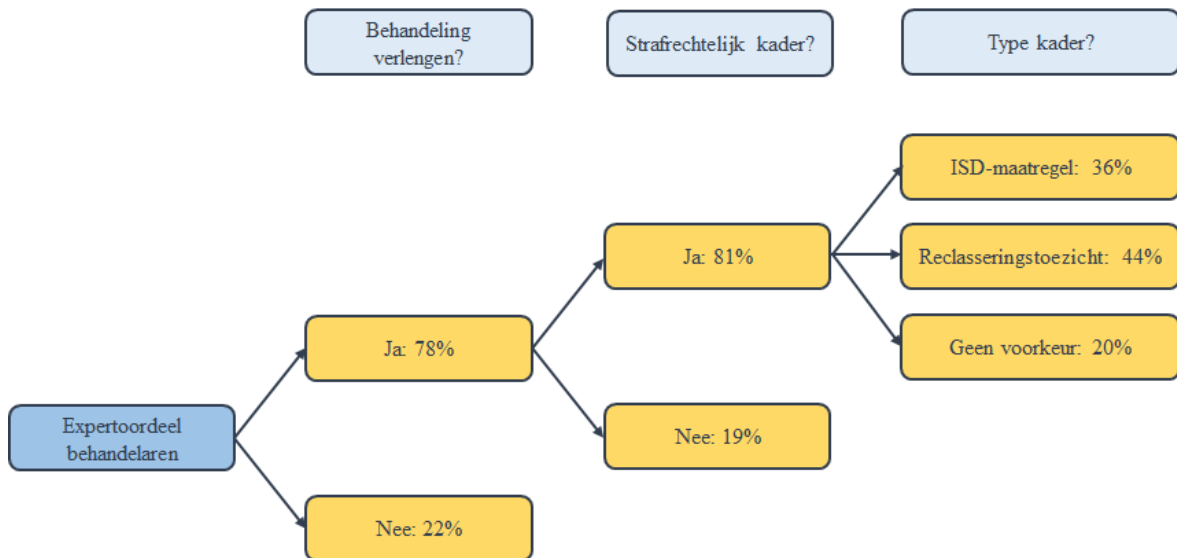 Behandeling
verlengen?
Strafrechtelijk kader?
Type kader?
ISD-maatregel: 36%
Ja: 81%
Reclasseringstoezicht: 44%
Ja: 78%
Geen voorkeur: 20%
Expertoordeel
behandelaren
Nee: 19%
Nee: 22%